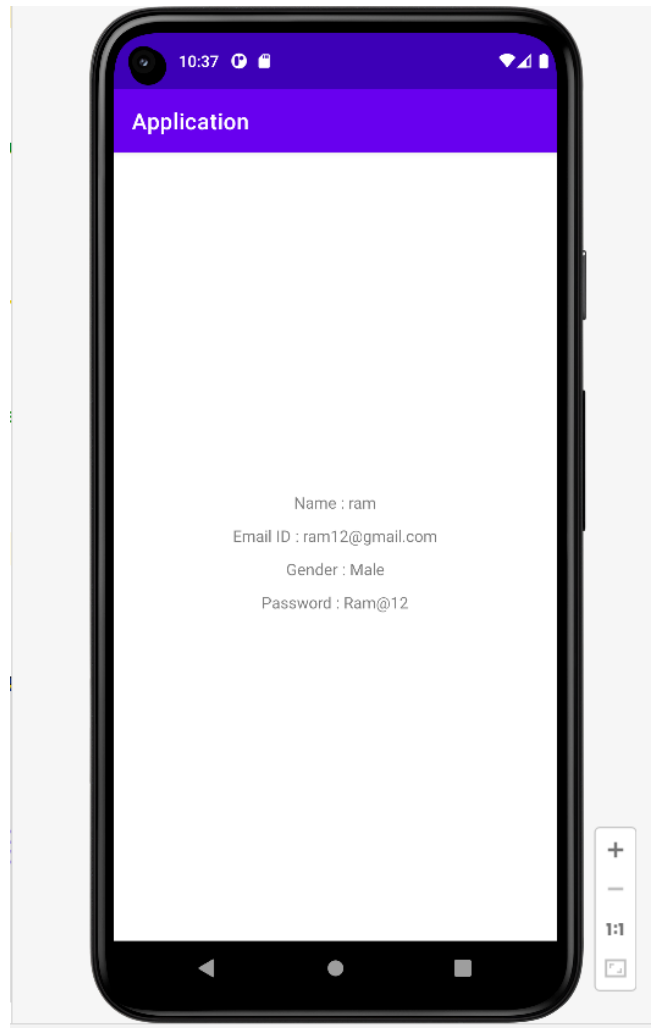 10:37
Application
Name : ram
Email ID : ram12@gmail.com
Gender : Male
Password : Ram@12
1:1